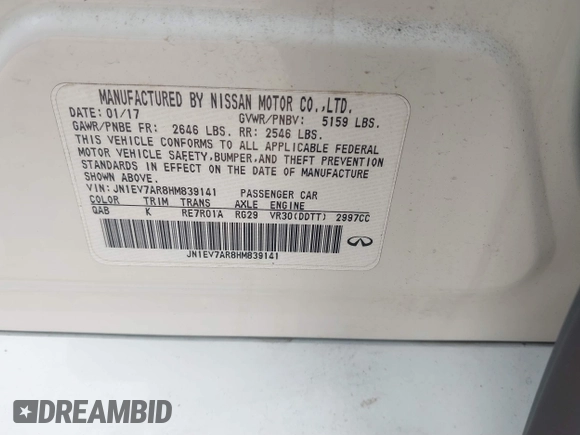 MANUFACTURED BY NISSAN MOTOR CO.,LTD.
DATE: 01/17 GVWR/PNBV: 5159 LBS.
GAWR/PNBE FR: 2646 LBS. RR: 2546 LBS.
THIS VEHICLE CONFORMS TO ALL APPLICABLE FEDERAL
MOTOR VEHICLE SAFETY,BUMPER,AND THEFT PREVENTION
STANDARDS IN EFFECT ON THE DATE OF MANUFACTURE
SHOWN ABOVE.
VIN: JN1EV7AR8HM839141 PASSENGER CAR
COLOR TRIM TRANS AXLE ENGINE
QAB K RE7R01A RG29 VR30(DDTT) 2997CC
JN1EV7AR8HM839141
DREAMBID